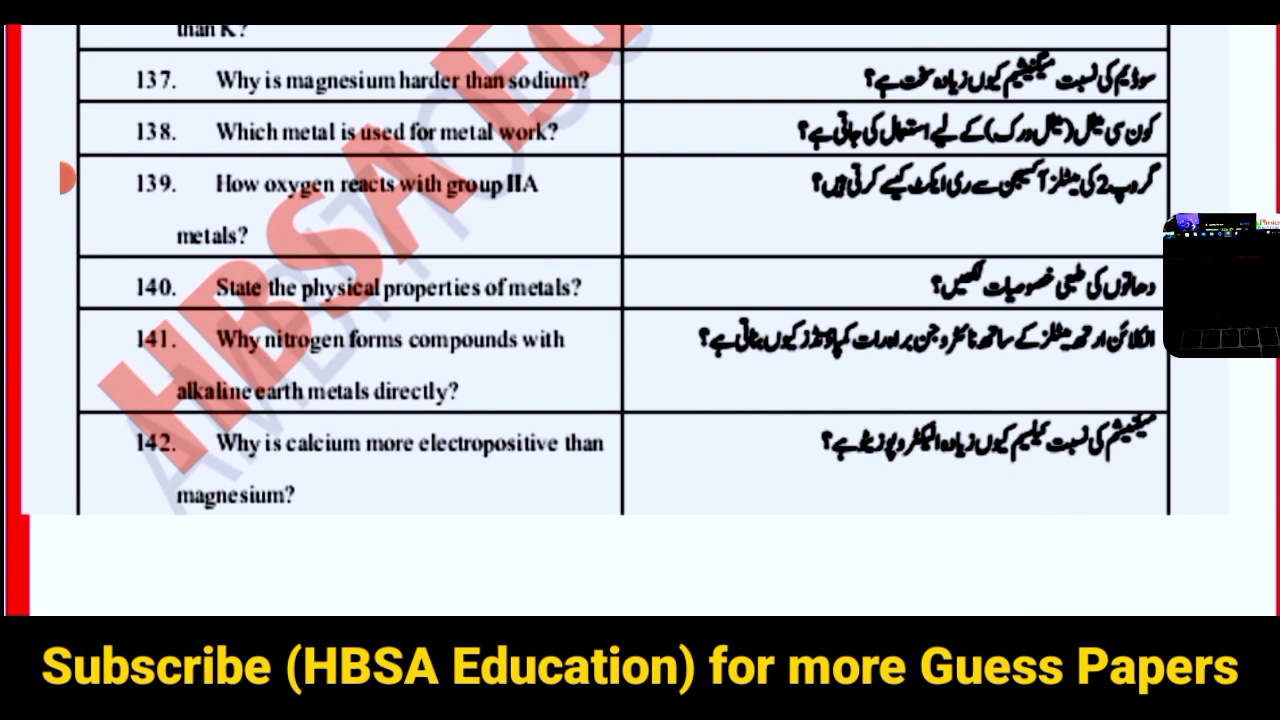 than K?
137. Why is magnesium harder than sodium?
سوڈیم کی نسبت میگنیشیم کیوں زیادہ سخت ہے؟
138. Which metal is used for metal work?
کون سی میٹل (میٹل ورک) کے لیے استعمال کی جاتی ہے؟
139. How oxygen reacts with group IIA
metals?
گروپ 2 کی میٹلز آکسیجن سے ری ایکٹ کیسے کرتی ہیں؟
140. State the physical properties of metals?
دھاتوں کی طبعی خصوصیات لکھیں؟
141. Why nitrogen forms compounds with
alkaline earth metals directly?
الکلائن ارتھ میٹلز کے ساتھ نائٹروجن براہ راست کمپاؤنڈز کیوں بناتی ہے؟
142. Why is calcium more electropositive than
magnesium?
میگنیشیم کی نسبت کیلشیم کیوں زیادہ الیکٹروپوزیٹو ہے؟
HBSA Ed
Physics
Subscribe (HBSA Education) for more Guess Papers